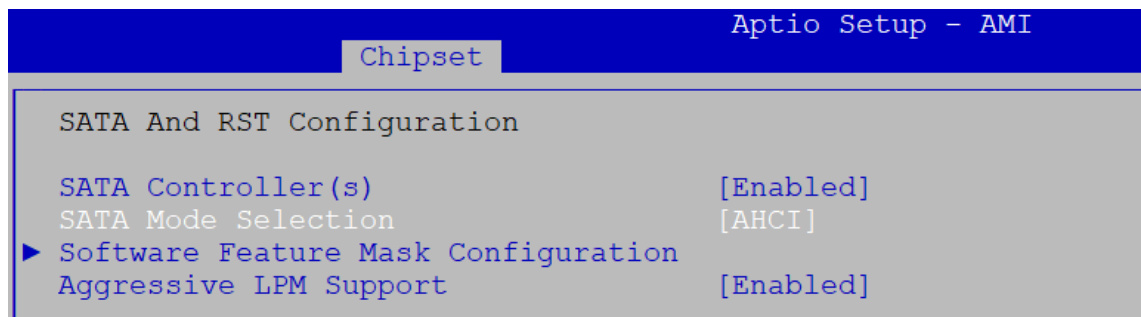 Aptio Setup - AMI
Chipset
SATA And RST Configuration
SATA Controller(s) [Enabled]
SATA Mode Selection [AHCI]
► Software Feature Mask Configuration
Aggressive LPM Support [Enabled]